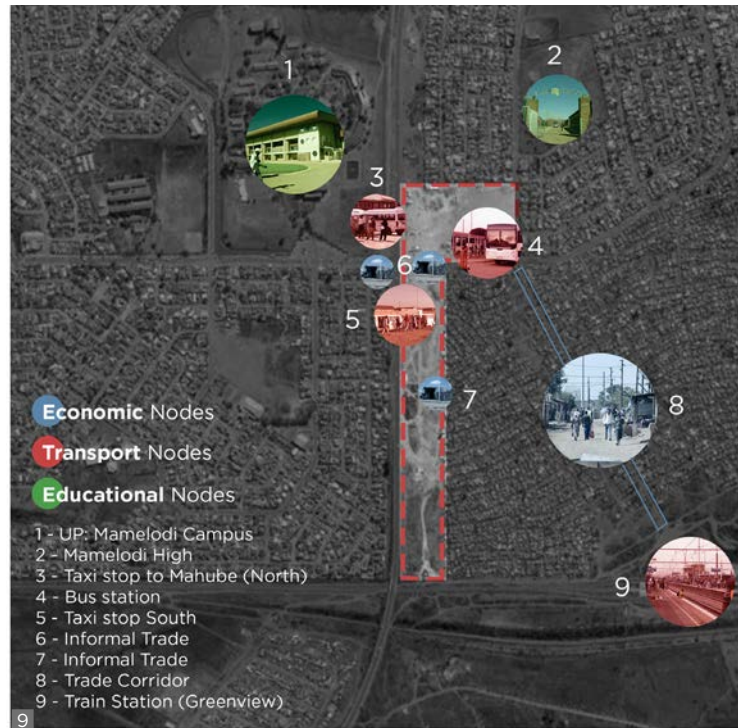 1
2
3
4
6
5
7
8
9
Economic Nodes
Transport Nodes
Educational Nodes
1 - UP: Mamelodi Campus
2 - Mamelodi High
3 - Taxi stop to Mahube (North)
4 - Bus station
5 - Taxi stop South
6 - Informal Trade
7 - Informal Trade
8 - Trade Corridor
9 - Train Station (Greenview)
9